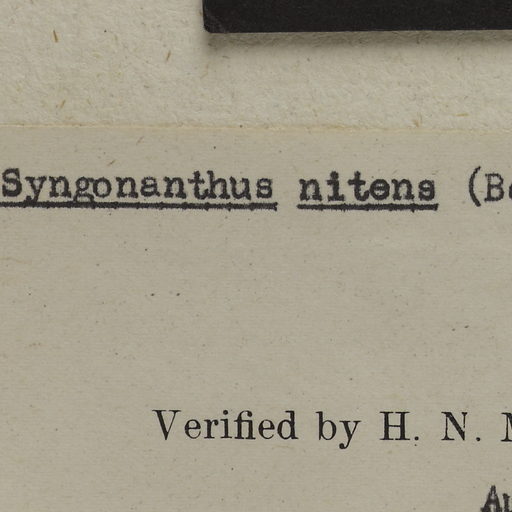 Syngonanthus nitens (B
Verified by H. N.